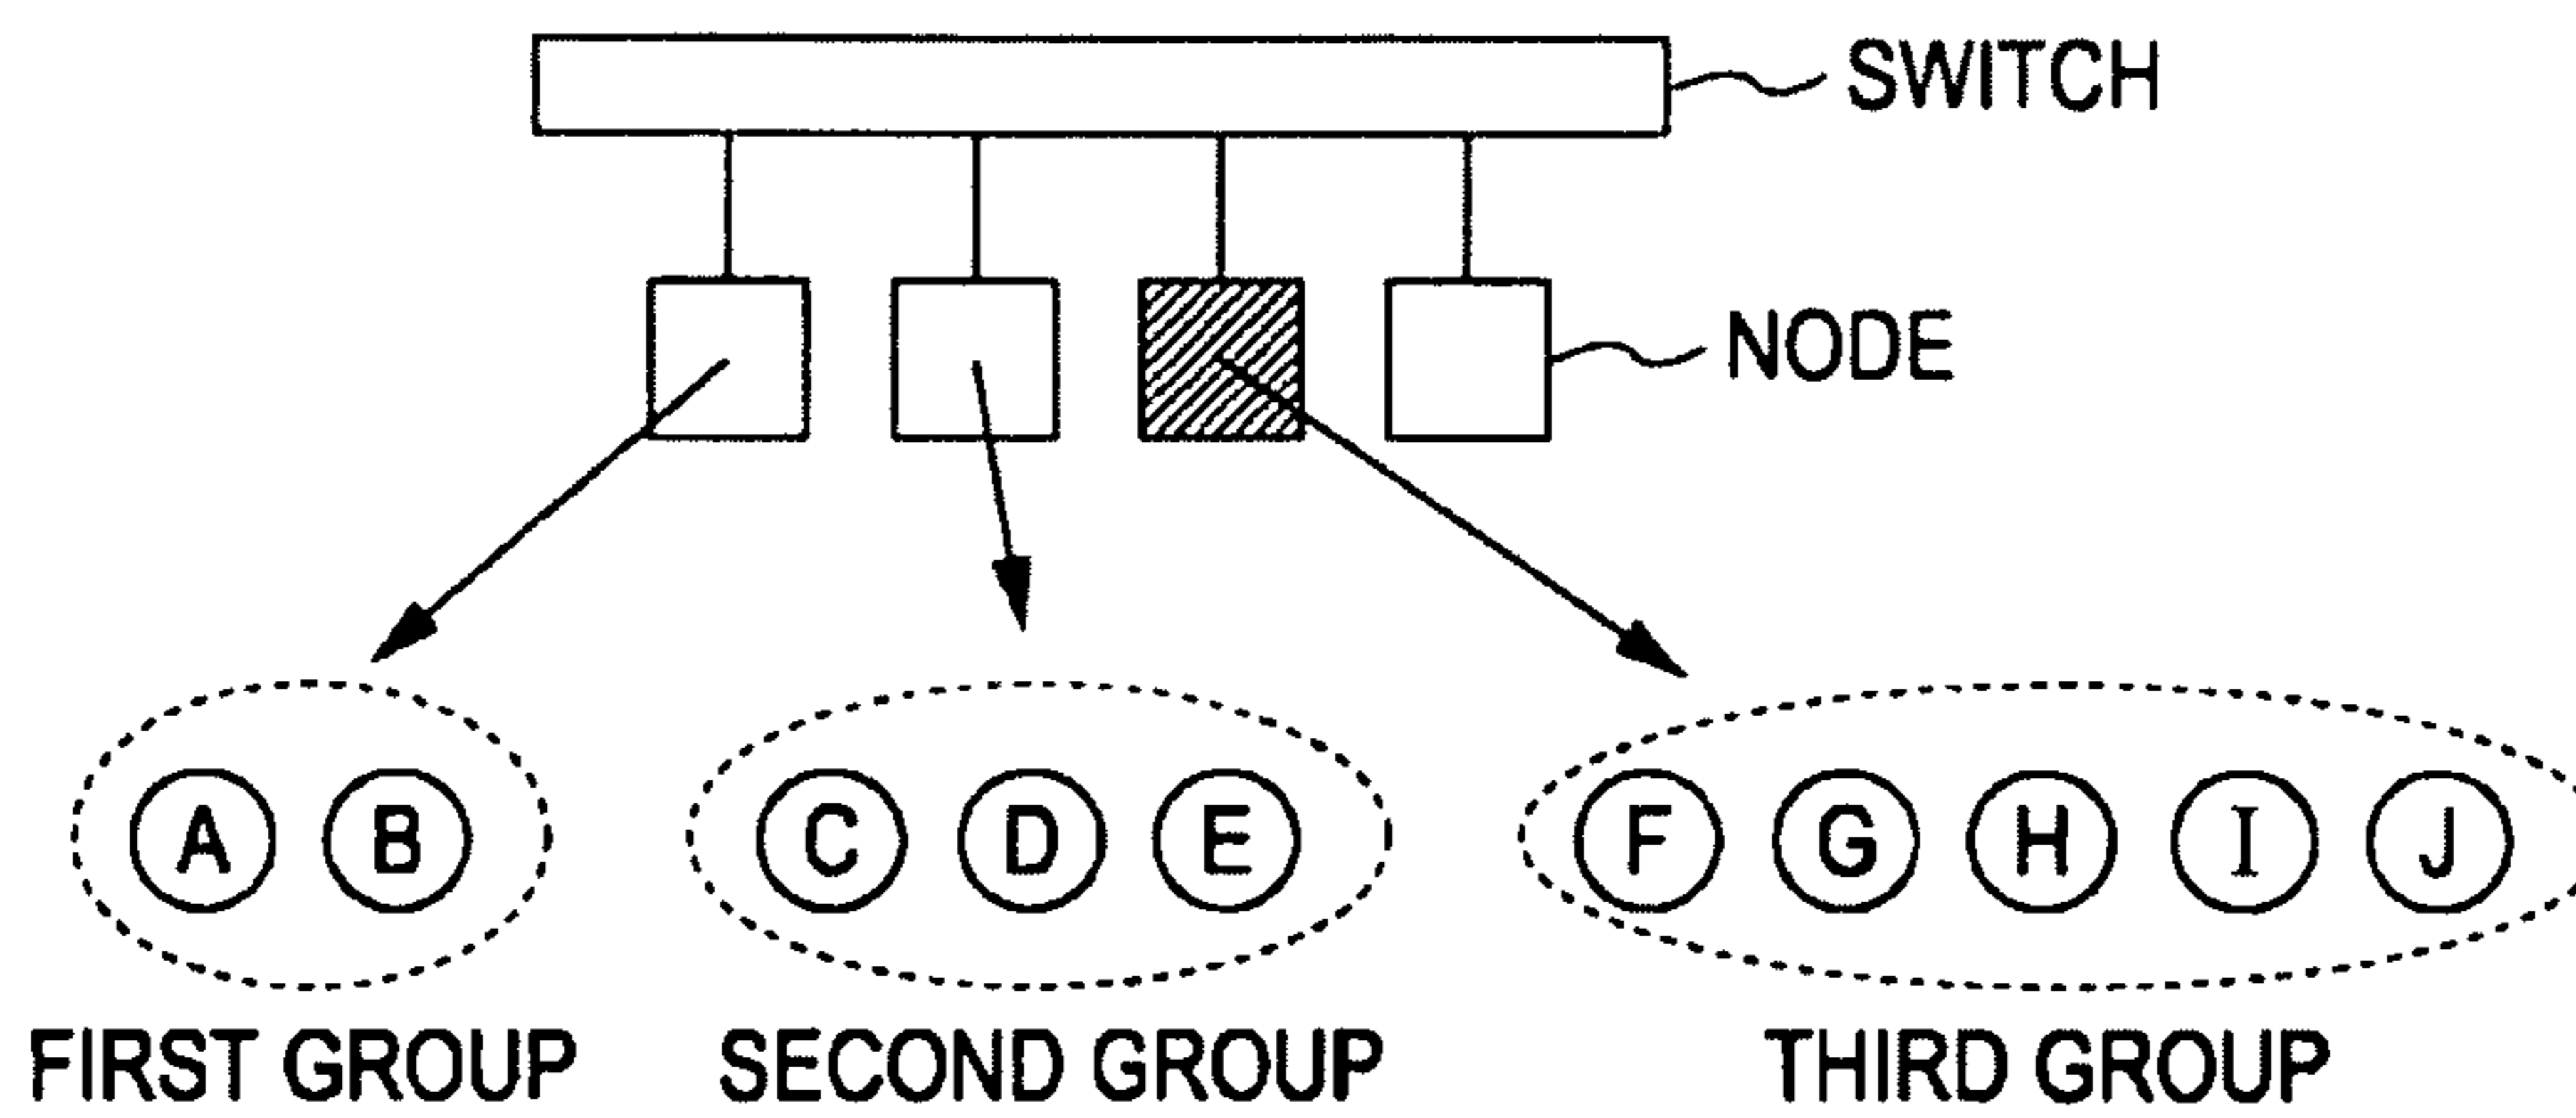 SWITCH
NODE
A B C D E F G H I J
FIRST GROUP SECOND GROUP THIRD GROUP